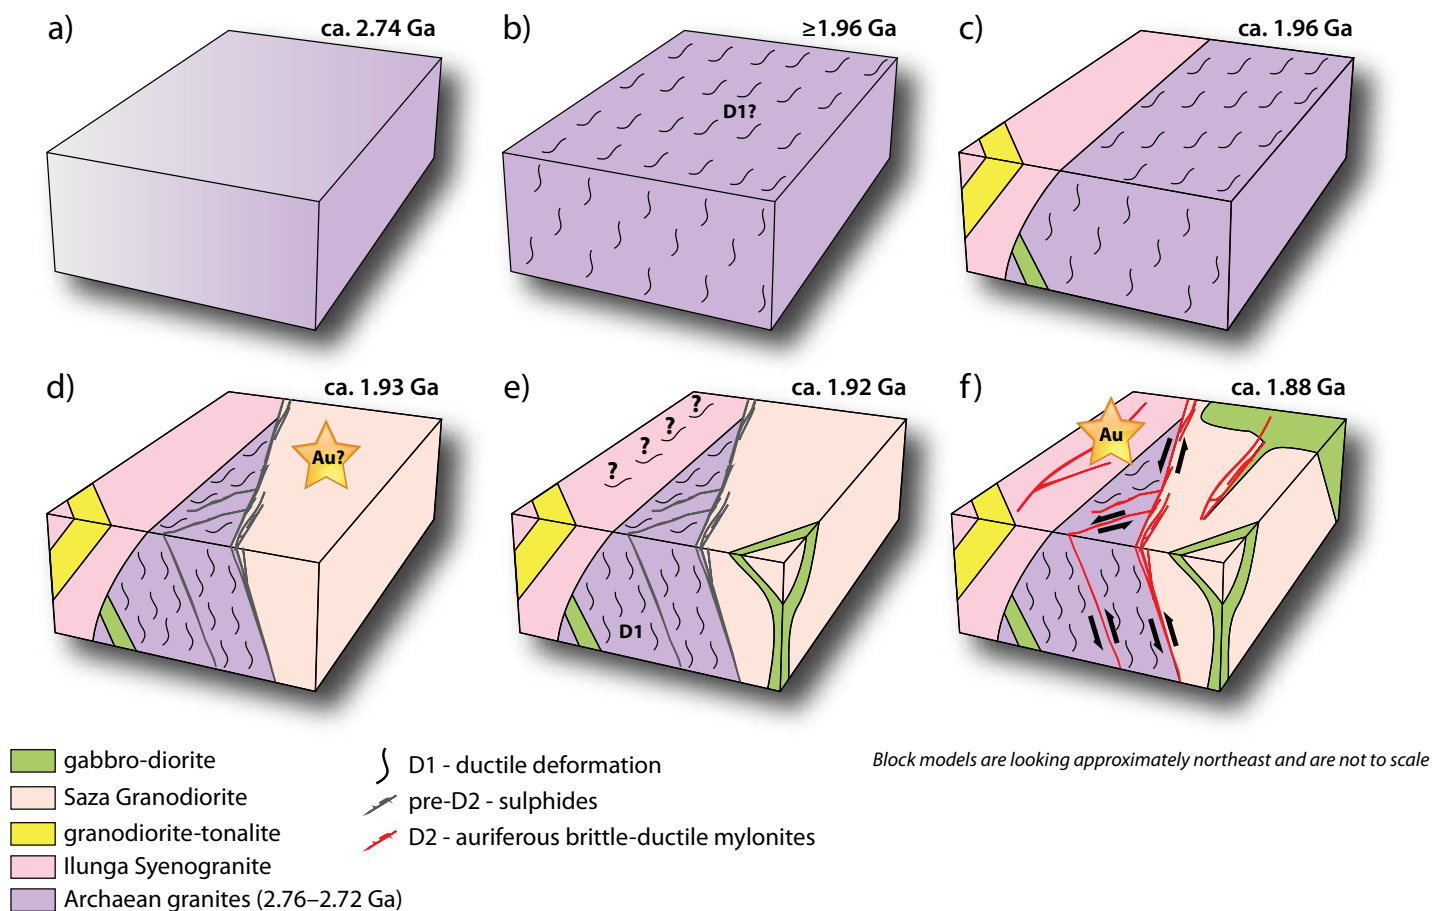 a)
ca. 2.74 Ga
b)
≥1.96 Ga
D1?
c)
ca. 1.96 Ga
d)
ca. 1.93 Ga
Au?
e)
ca. 1.92 Ga
?
?
?
?
D1
f)
ca. 1.88 Ga
Au
gabbro-diorite
Saza Granodiorite
granodiorite-tonalite
Ilunga Syenogranite
Archaean granites (2.76–2.72 Ga)
D1 - ductile deformation
pre-D2 - sulphides
D2 - auriferous brittle-ductile mylonites
Block models are looking approximately northeast and are not to scale